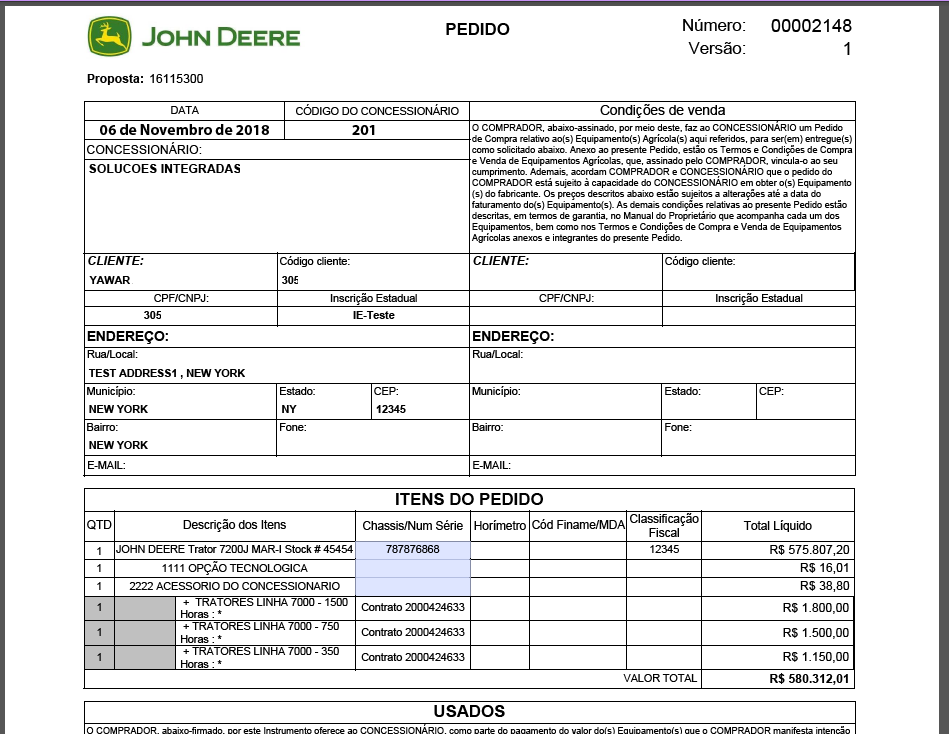 JOHN DEERE
PEDIDO
Número: 00002148
Versão: 1
Proposta: 16115300
DATA
CÓDIGO DO CONCESSIONÁRIO
06 de Novembro de 2018
201
CONCESSIONÁRIO:
SOLUCOES INTEGRADAS
Condições de venda
O COMPRADOR, abaixo-assinado, por meio deste, faz ao CONCESSIONÁRIO um Pedido
de Compra relativo ao(s) Equipamento(s) Agrícola(s) aqui referidos, para ser(em) entregue(s)
como solicitado abaixo. Anexo ao presente Pedido, estão os Termos e Condições de Compra
e Venda de Equipamentos Agrícolas, que, assinado pelo COMPRADOR, vincula-o ao seu
cumprimento. Ademais, acordam COMPRADOR e CONCESSIONÁRIO que o pedido do
COMPRADOR está sujeito à capacidade do CONCESSIONÁRIO em obter o(s) Equipamento
(s) do fabricante. Os preços descritos abaixo estão sujeitos a alterações até a data do
faturamento do(s) Equipamento(s). As demais condições relativas ao presente Pedido estão
descritas, em termos de garantia, no Manual do Proprietário que acompanha cada um dos
Equipamentos, bem como nos Termos e Condições de Compra e Venda de Equipamentos
Agrícolas anexos e integrantes do presente Pedido.
CLIENTE:
Código cliente:
YAWAR
305
CPF/CNPJ:
Inscrição Estadual
305
IE-Teste
ENDEREÇO:
Rua/Local:
TEST ADDRESS1 , NEW YORK
Município:
Estado:
CEP:
NEW YORK
NY
12345
Bairro:
Fone:
NEW YORK
E-MAIL:
CLIENTE:
Código cliente:
CPF/CNPJ:
Inscrição Estadual
ENDEREÇO:
Rua/Local:
Município:
Estado:
CEP:
Bairro:
Fone:
E-MAIL:
ITENS DO PEDIDO
QTD Descrição dos Itens Chassis/Num Série Horímetro Cód Finame/MDA Classificação Fiscal Total Líquido
1 JOHN DEERE Trator 7200J MAR-I Stock # 45454 787876868 12345 R$ 575.807,20
1 1111 OPÇÃO TECNOLOGICA R$ 16,01
1 2222 ACESSORIO DO CONCESSIONARIO R$ 38,80
1 + TRATORES LINHA 7000 - 1500 Horas : * Contrato 2000424633 R$ 1.800,00
1 + TRATORES LINHA 7000 - 750 Horas : * Contrato 2000424633 R$ 1.500,00
1 + TRATORES LINHA 7000 - 350 Horas : * Contrato 2000424633 R$ 1.150,00
VALOR TOTAL R$ 580.312,01
USADOS
O COMPRADOR, abaixo-firmado, por este Instrumento oferece ao CONCESSIONÁRIO, como parte do pagamento do valor do(s) Equipamento(s) que o COMPRADOR manifesta intenção